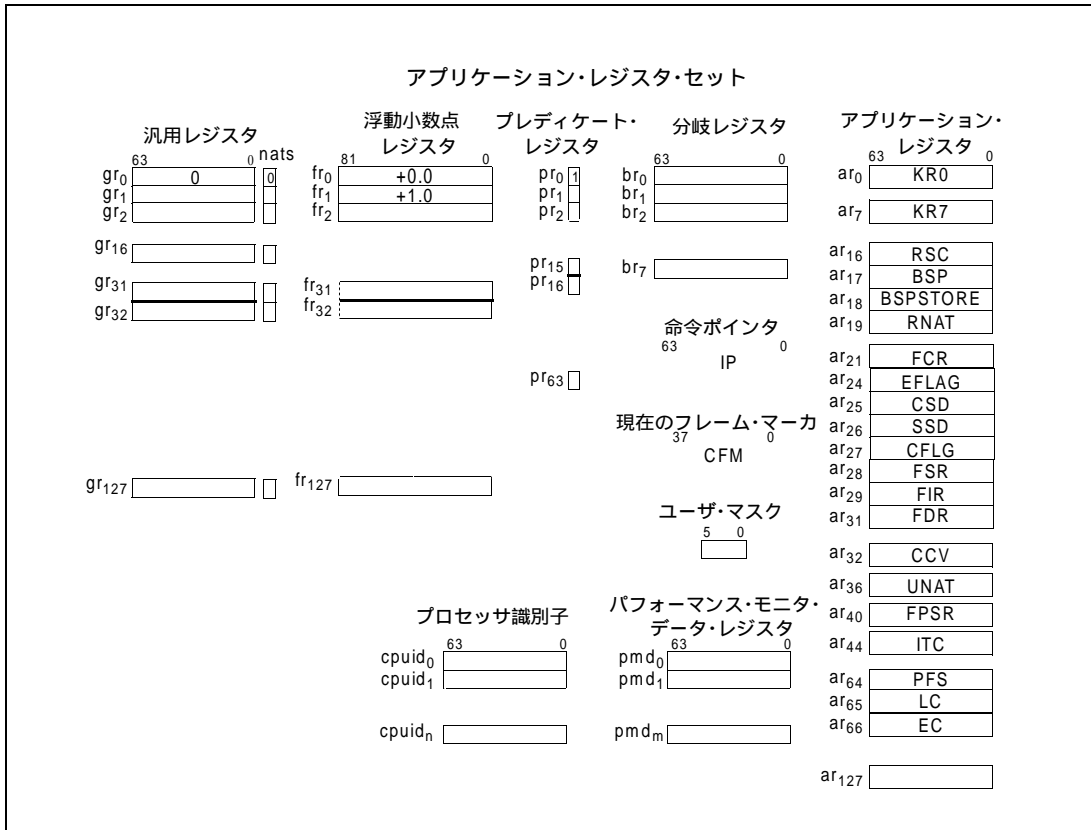 アプリケーション・レジスタ・セット
汎用レジスタ
63 0 nats
gr0 0 0
gr1
gr2
gr16
gr31
gr32
gr127
浮動小数点
レジスタ
81 0
fr0 +0.0
fr1 +1.0
fr2
fr31
fr32
fr127
プレディケート・
レジスタ
pr0 1
pr1
pr2
pr15
pr16
pr63
分岐レジスタ
63 0
br0
br1
br2
br7
命令ポインタ
63 0
IP
現在のフレーム・マーカ
37 0
CFM
ユーザ・マスク
5 0
プロセッサ識別子
63 0
cpuid0
cpuid1
cpuidn
パフォーマンス・モニタ・
データ・レジスタ
63 0
pmd0
pmd1
pmdm
アプリケーション・
レジスタ
63 0
ar0 KR0
ar7 KR7
ar16 RSC
ar17 BSP
ar18 BSPSTORE
ar19 RNAT
ar21 FCR
ar24 EFLAG
ar25 CSD
ar26 SSD
ar27 CFLG
ar28 FSR
ar29 FIR
ar31 FDR
ar32 CCV
ar36 UNAT
ar40 FPSR
ar44 ITC
ar64 PFS
ar65 LC
ar66 EC
ar127